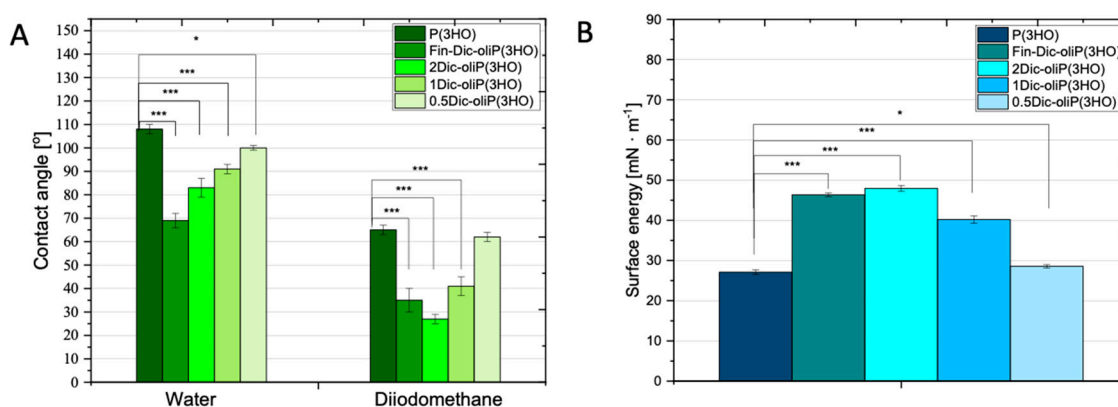 A
Contact angle [º]
150
140
130
120
110
100
90
80
70
60
50
40
30
20
10
0
*
***
***
***
***
***
***
P(3HO)
Fin-Dic-oliP(3HO)
2Dic-oliP(3HO)
1Dic-oliP(3HO)
0.5Dic-oliP(3HO)
Water
Diiodomethane
B
Surface energy [mN · m⁻¹]
90
80
70
60
50
40
30
20
10
0
*
***
***
***
P(3HO)
Fin-Dic-oliP(3HO)
2Dic-oliP(3HO)
1Dic-oliP(3HO)
0.5Dic-oliP(3HO)